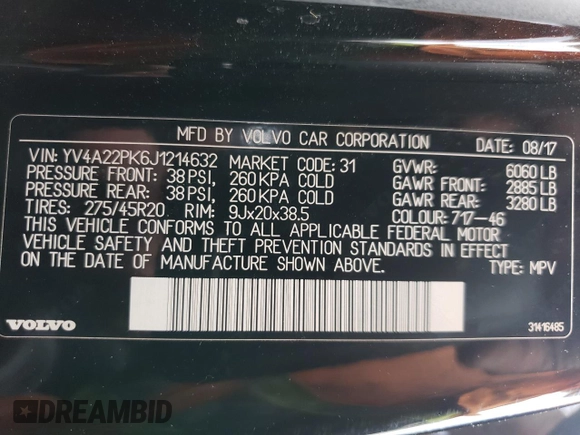 MFD BY VOLVO CAR CORPORATION DATE: 08/17
VIN: YV4A22PK6J1214632 MARKET CODE: 31 GVWR: 6060 LB
PRESSURE FRONT: 38 PSI, 260 KPA COLD GAWR FRONT: 2885 LB
PRESSURE REAR: 38 PSI, 260 KPA COLD GAWR REAR: 3280 LB
TIRES: 275/45R20 RIM: 9Jx20x38.5 COLOUR: 717-46
THIS VEHICLE CONFORMS TO ALL APPLICABLE FEDERAL MOTOR
VEHICLE SAFETY AND THEFT PREVENTION STANDARDS IN EFFECT
ON THE DATE OF MANUFACTURE SHOWN ABOVE. TYPE: MPV
VOLVO 31416485
DREAMBID